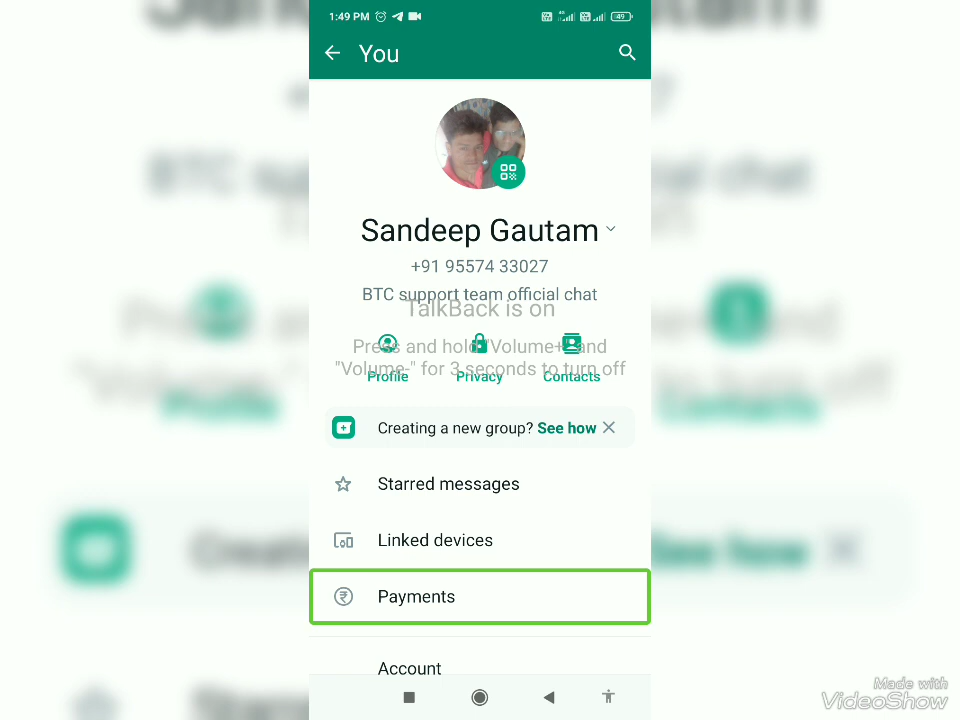 1:49 PM
49
You
Sandeep Gautam
+91 95574 33027
BTC support team official chat
TalkBack is on
Press and hold "Volume+" and
"Volume-" for 3 seconds to turn off
Profile
Privacy
Contacts
Creating a new group? See how
Starred messages
Linked devices
Payments
Account
Made with
VideoShow